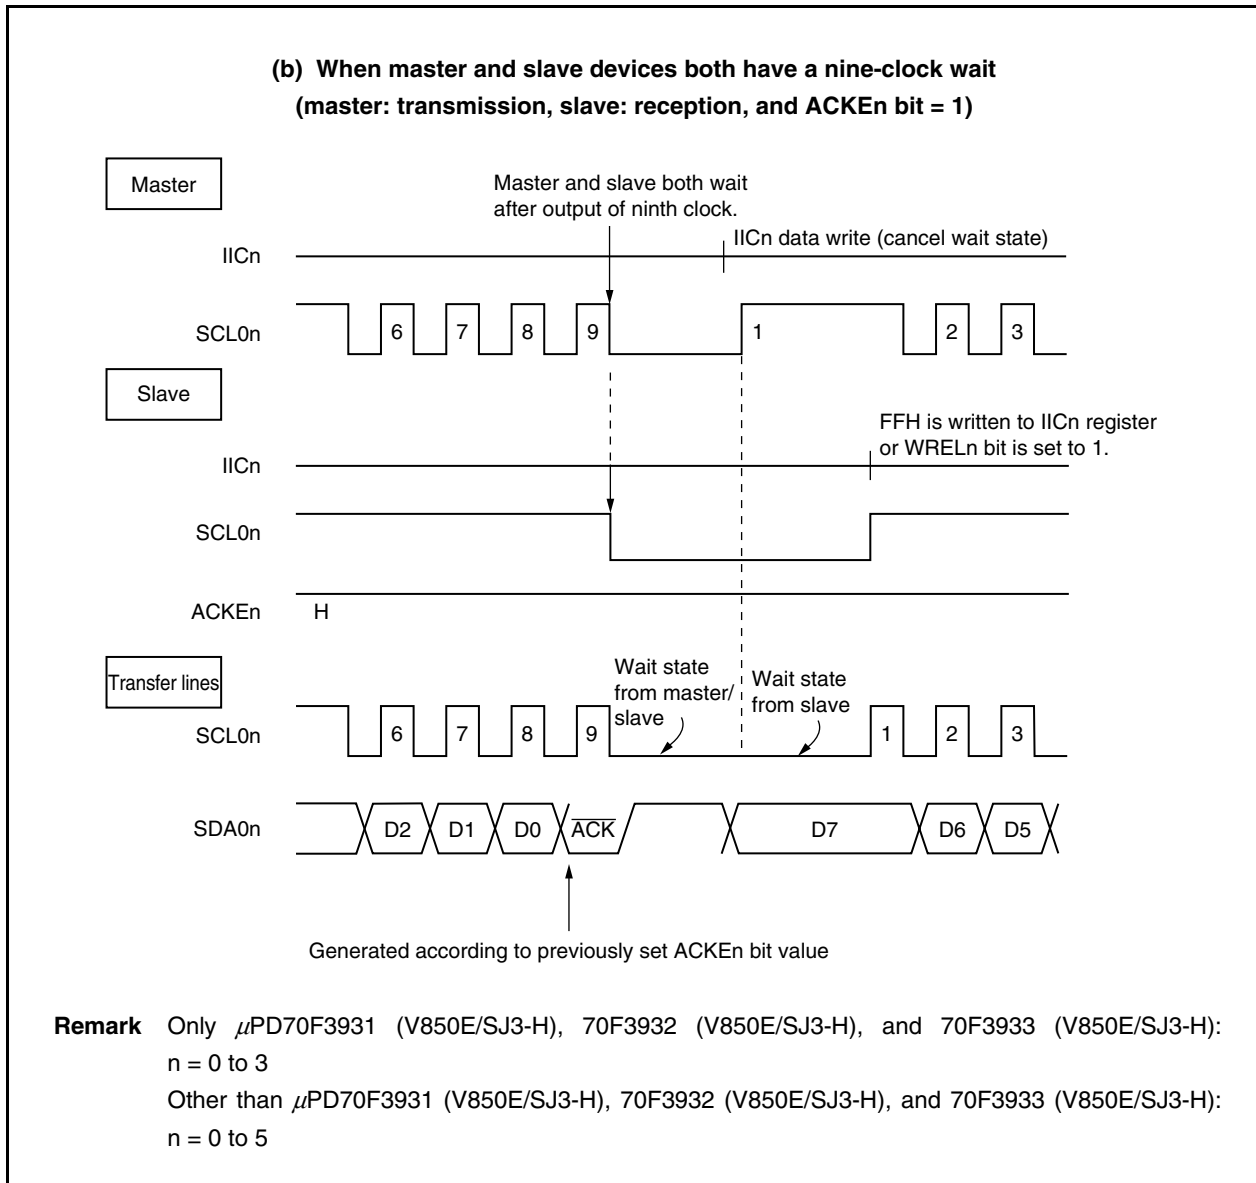 (b) When master and slave devices both have a nine-clock wait
(master: transmission, slave: reception, and ACKEn bit = 1)
Master
Master and slave both wait
after output of ninth clock.
IICn data write (cancel wait state)
IICn
SCL0n
6 7 8 9 1 2 3
Slave
FFH is written to IICn register
or WRELn bit is set to 1.
IICn
SCL0n
ACKEn H
Transfer lines
Wait state
from master/
slave
Wait state
from slave
SCL0n
6 7 8 9 1 2 3
SDA0n
D2 D1 D0 ACK D7 D6 D5
Generated according to previously set ACKEn bit value
Remark Only μPD70F3931 (V850E/SJ3-H), 70F3932 (V850E/SJ3-H), and 70F3933 (V850E/SJ3-H):
n = 0 to 3
Other than μPD70F3931 (V850E/SJ3-H), 70F3932 (V850E/SJ3-H), and 70F3933 (V850E/SJ3-H):
n = 0 to 5